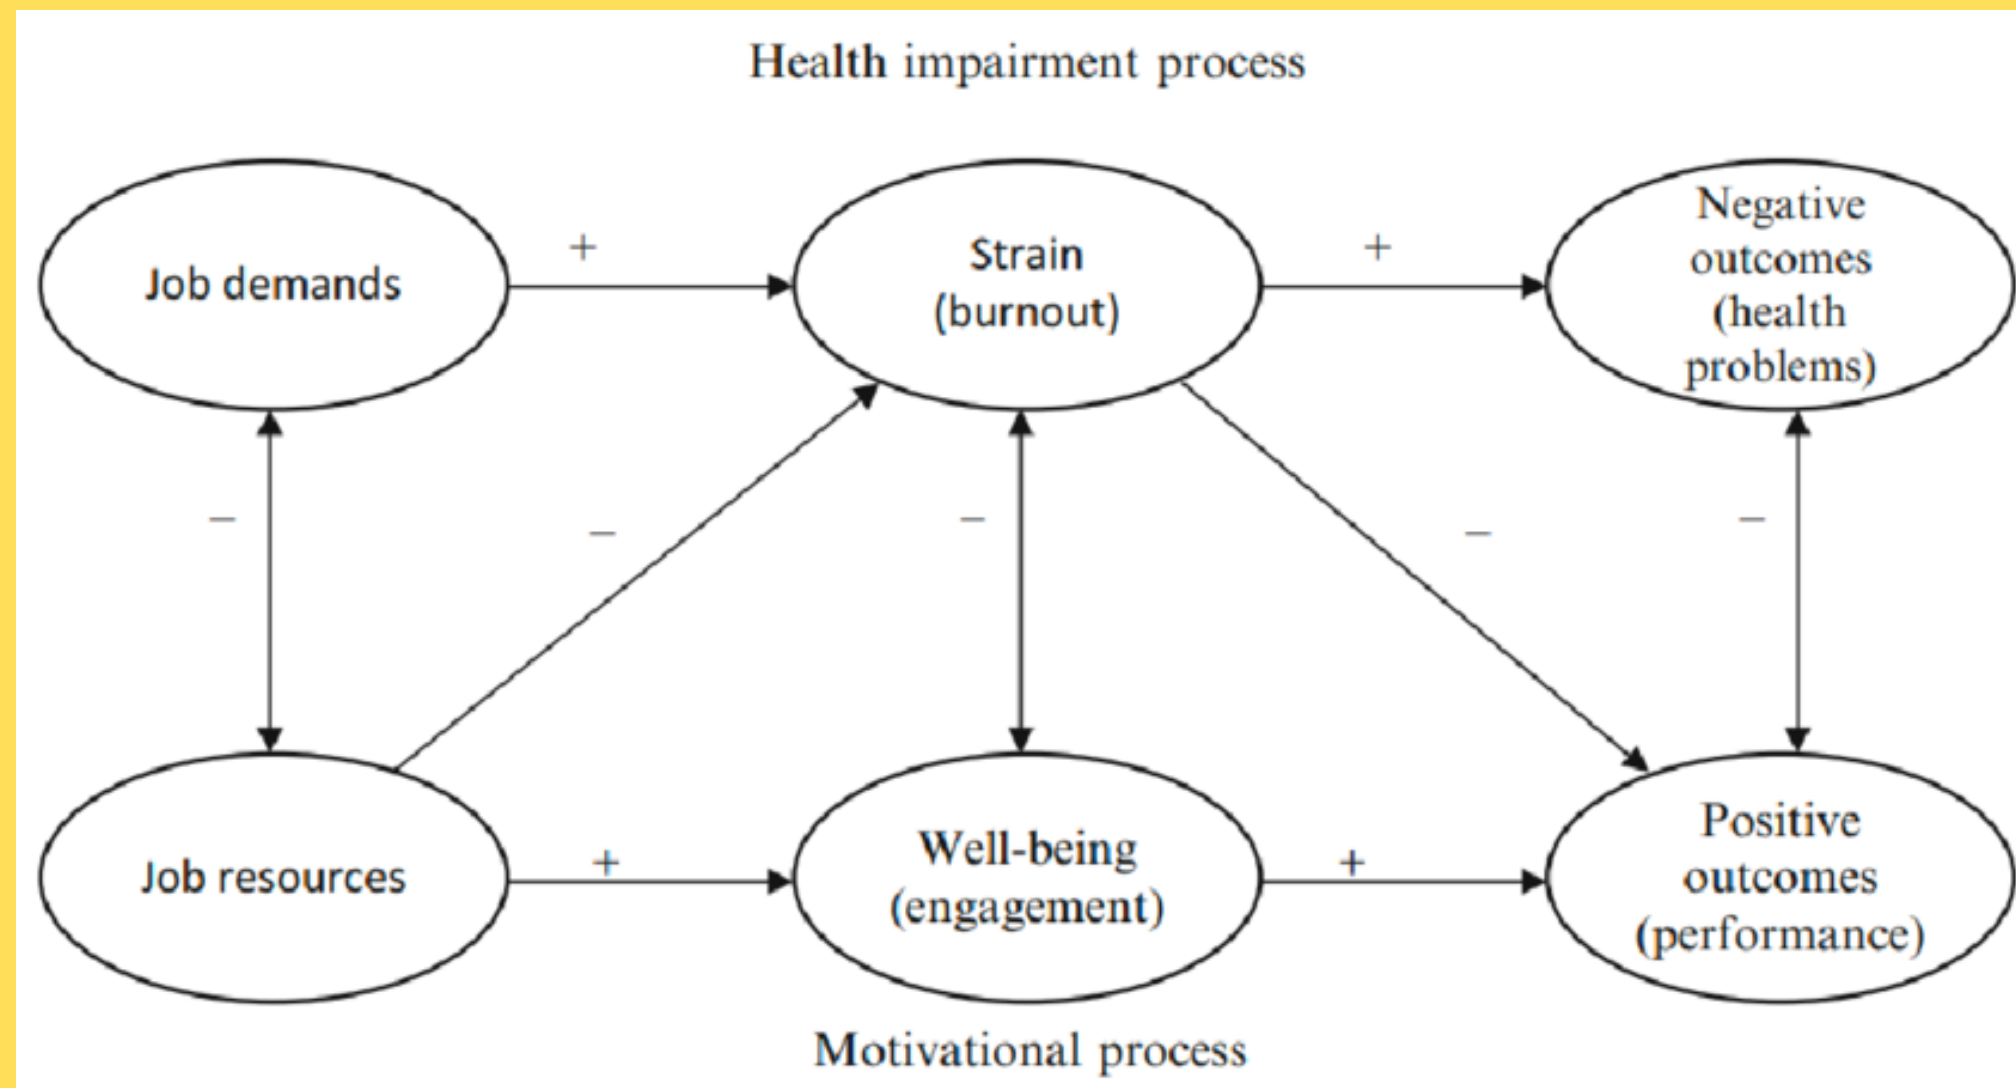 Health impairment process
Job demands
+
Strain
(burnout)
+
Negative
outcomes
(health
problems)
−
−
−
−
−
Job resources
+
Well-being
(engagement)
+
Positive
outcomes
(performance)
Motivational process